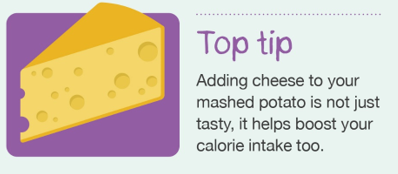 Top tip
Adding cheese to your
mashed potato is not just
tasty, it helps boost your
calorie intake too.